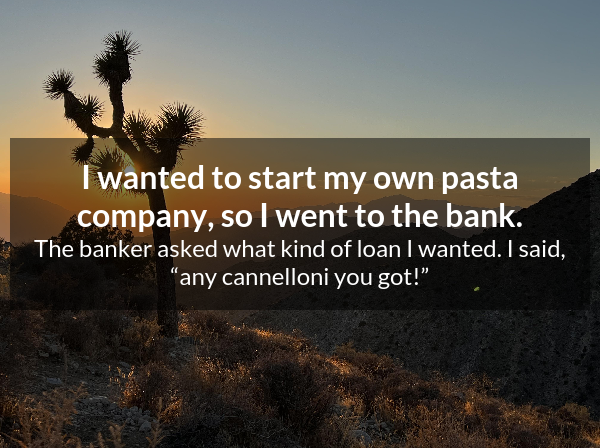 I wanted to start my own pasta
company, so I went to the bank.
The banker asked what kind of loan I wanted. I said,
“any cannelloni you got!”